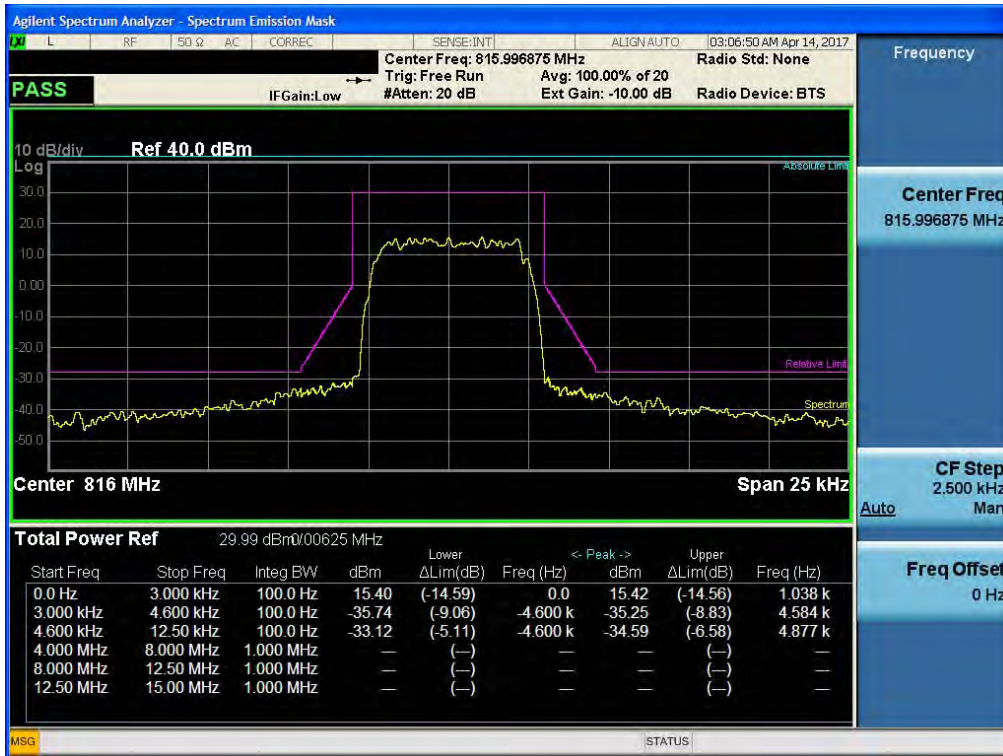 Agilent Spectrum Analyzer - Spectrum Emission Mask
LXI L RF 50 Ω AC CORREC SENSE:INT ALIGN AUTO 03:06:50 AM Apr 14, 2017
Center Freq: 815.996875 MHz Radio Std: None
Trig: Free Run Avg: 100.00% of 20
PASS IFGain:Low #Atten: 20 dB Ext Gain: -10.00 dB Radio Device: BTS
10 dB/div Ref 40.0 dBm
Log
Absolute Limit
30.0
20.0
10.0
0.00
-10.0
-20.0
Relative Limit
-30.0
Spectrum
-40.0
-50.0
Center 816 MHz Span 25 kHz
Total Power Ref 29.99 dBm/0.00625 MHz
Lower <- Peak -> Upper
Start Freq Stop Freq Integ BW dBm ΔLim(dB) Freq (Hz) dBm ΔLim(dB) Freq (Hz)
0.0 Hz 3.000 kHz 100.0 Hz 15.40 (-14.59) 0.0 15.42 (-14.56) 1.038 k
3.000 kHz 4.600 kHz 100.0 Hz -35.74 (-9.06) -4.600 k -35.25 (-8.83) 4.584 k
4.600 kHz 12.50 kHz 100.0 Hz -33.12 (-5.11) -4.600 k -34.59 (-6.58) 4.877 k
4.000 MHz 8.000 MHz 1.000 MHz --- (---) --- --- (---) ---
8.000 MHz 12.50 MHz 1.000 MHz --- (---) --- --- (---) ---
12.50 MHz 15.00 MHz 1.000 MHz --- (---) --- --- (---) ---
MSG STATUS
Frequency
Center Freq
815.996875 MHz
CF Step
2.500 kHz
Auto Man
Freq Offset
0 Hz